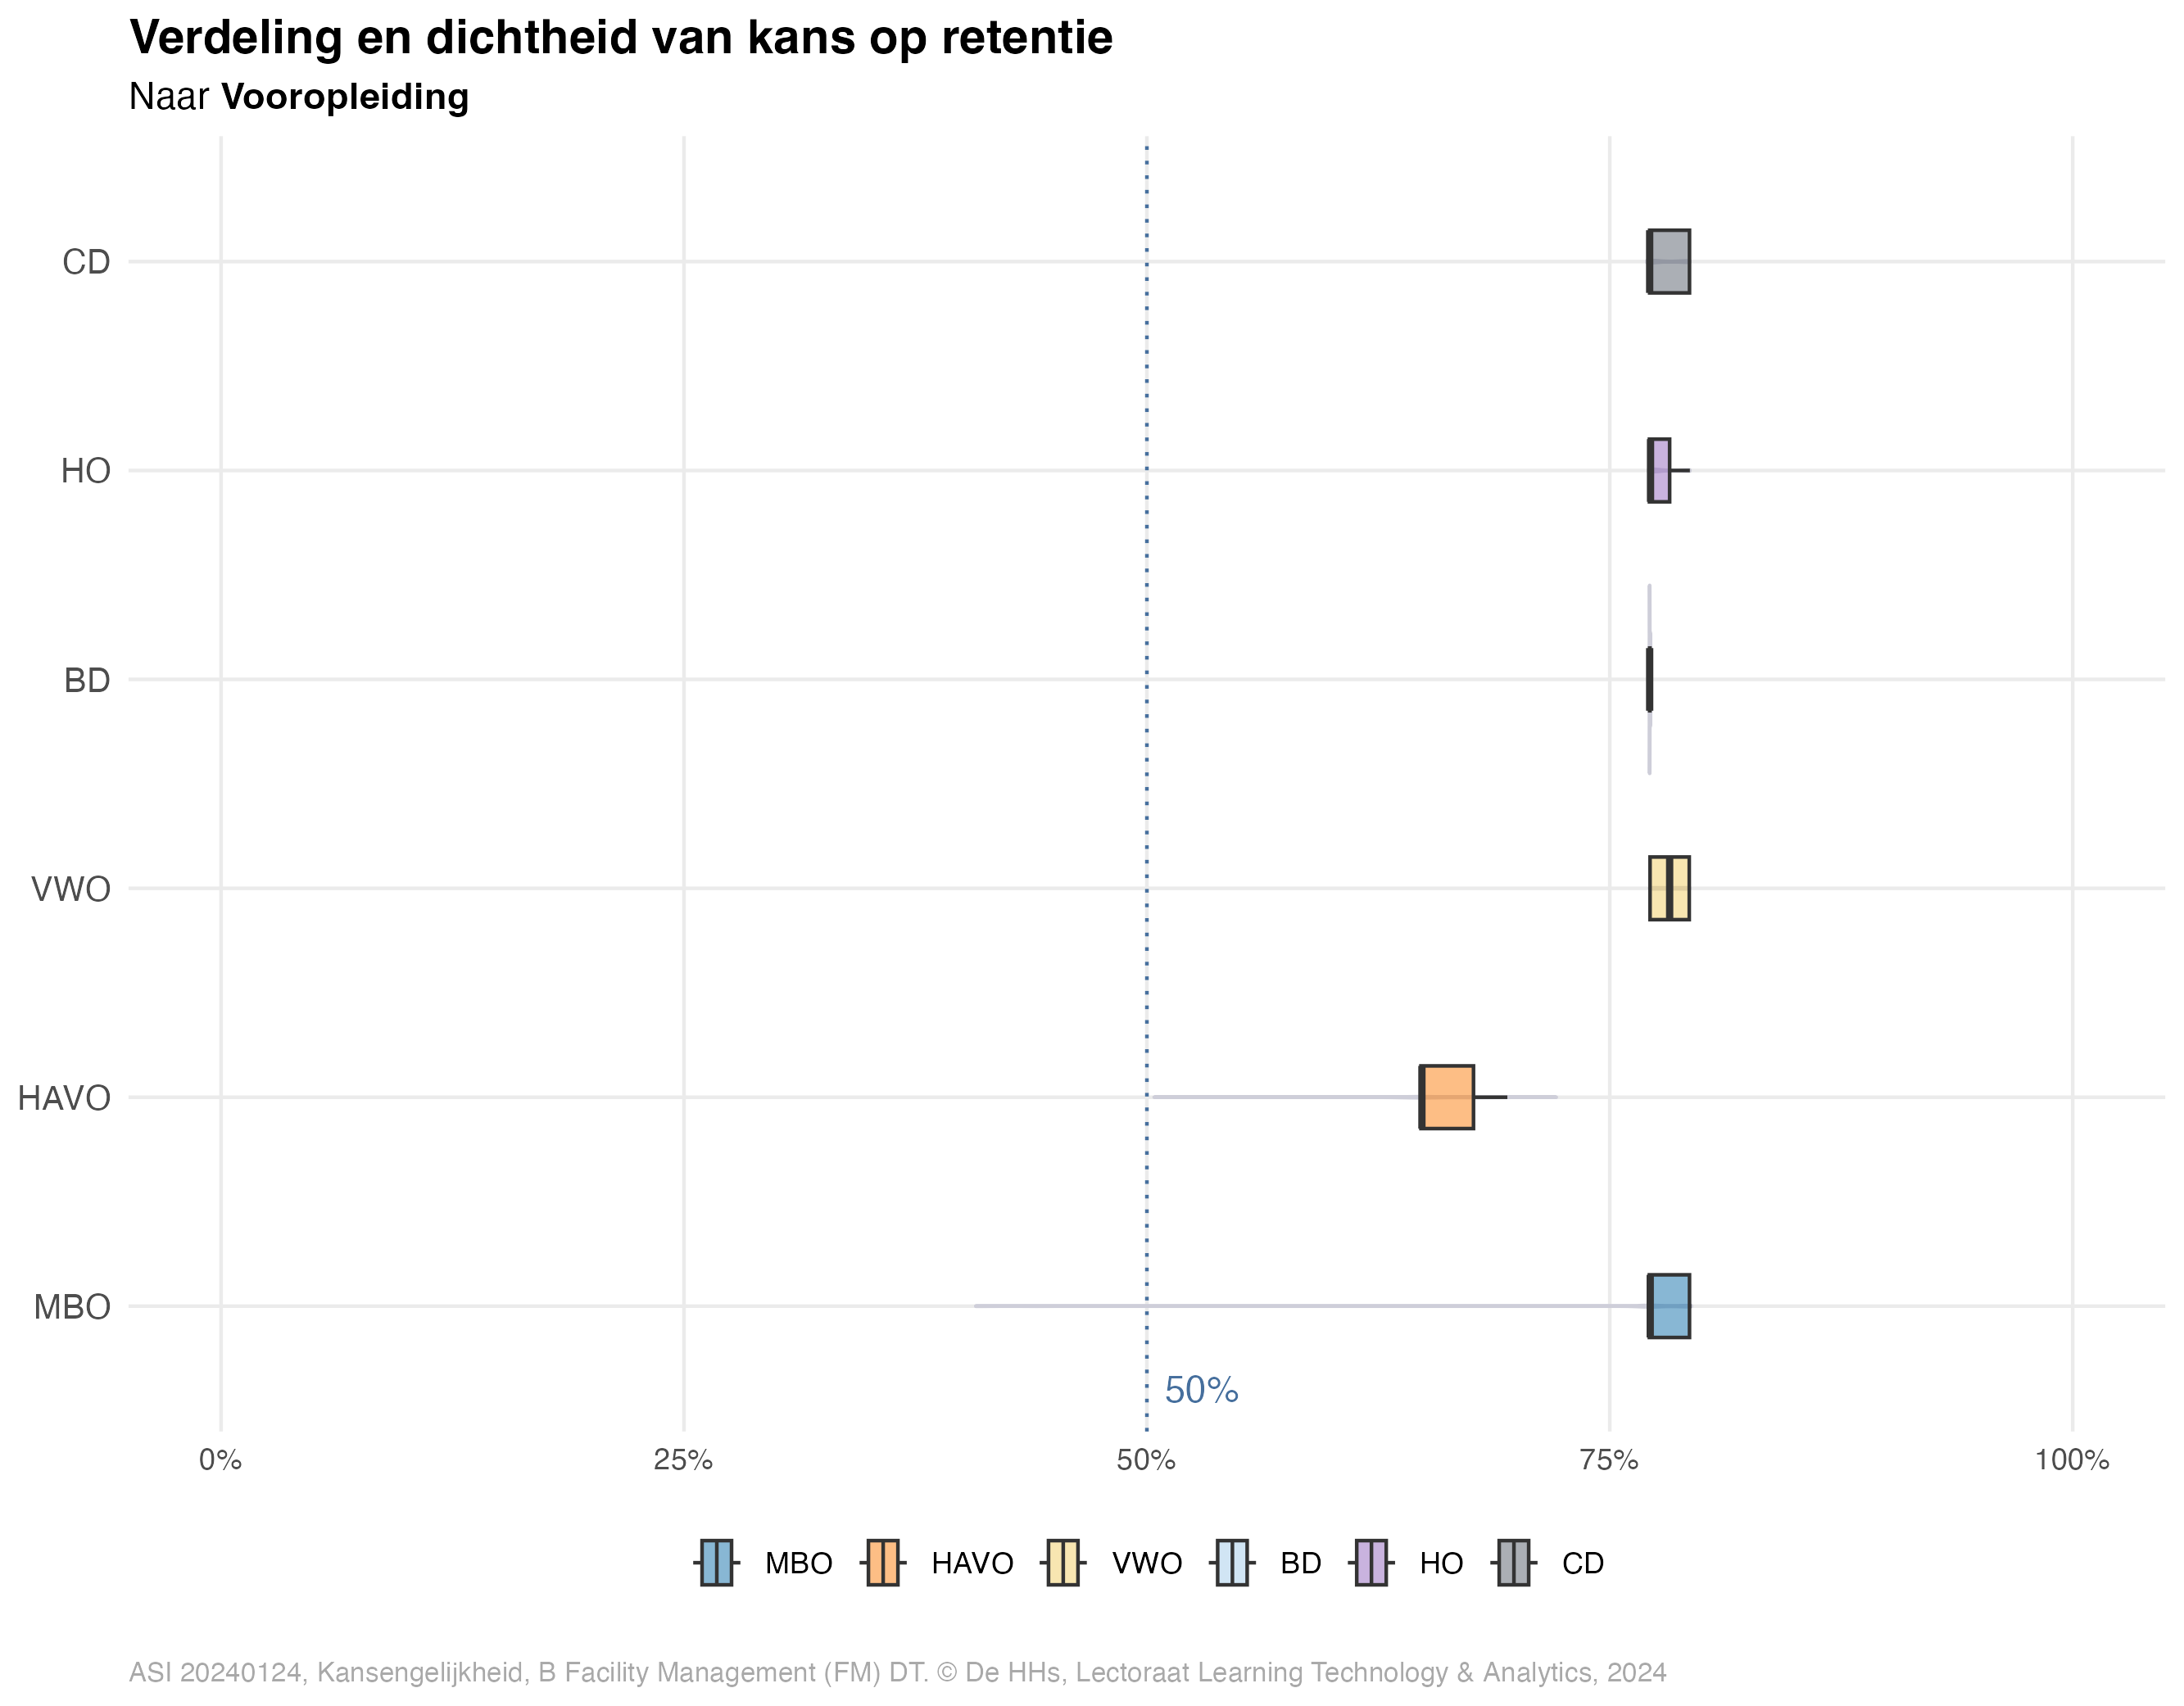 Verdeling en dichtheid van kans op retentie
Naar Vooropleiding
CD
HO
BD
VWO
HAVO
MBO
50%
0% 25% 50% 75% 100%
MBO HAVO VWO BD HO CD
ASI 20240124, Kansengelijkheid, B Facility Management (FM) DT. © De HHs, Lectoraat Learning Technology & Analytics, 2024